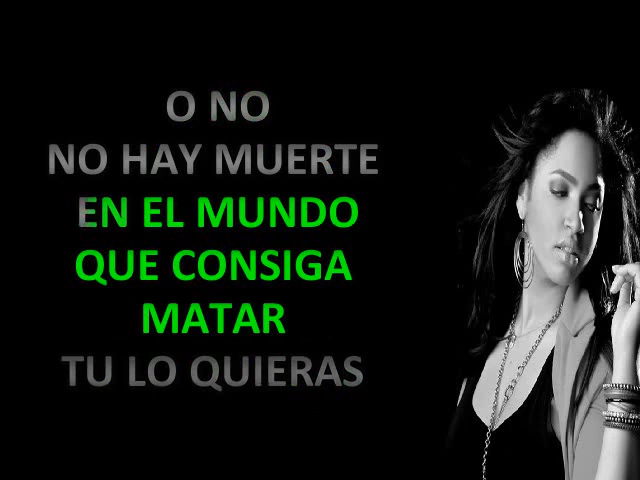 O NO
NO HAY MUERTE
EN EL MUNDO
QUE CONSIGA
MATAR
TU LO QUIERAS